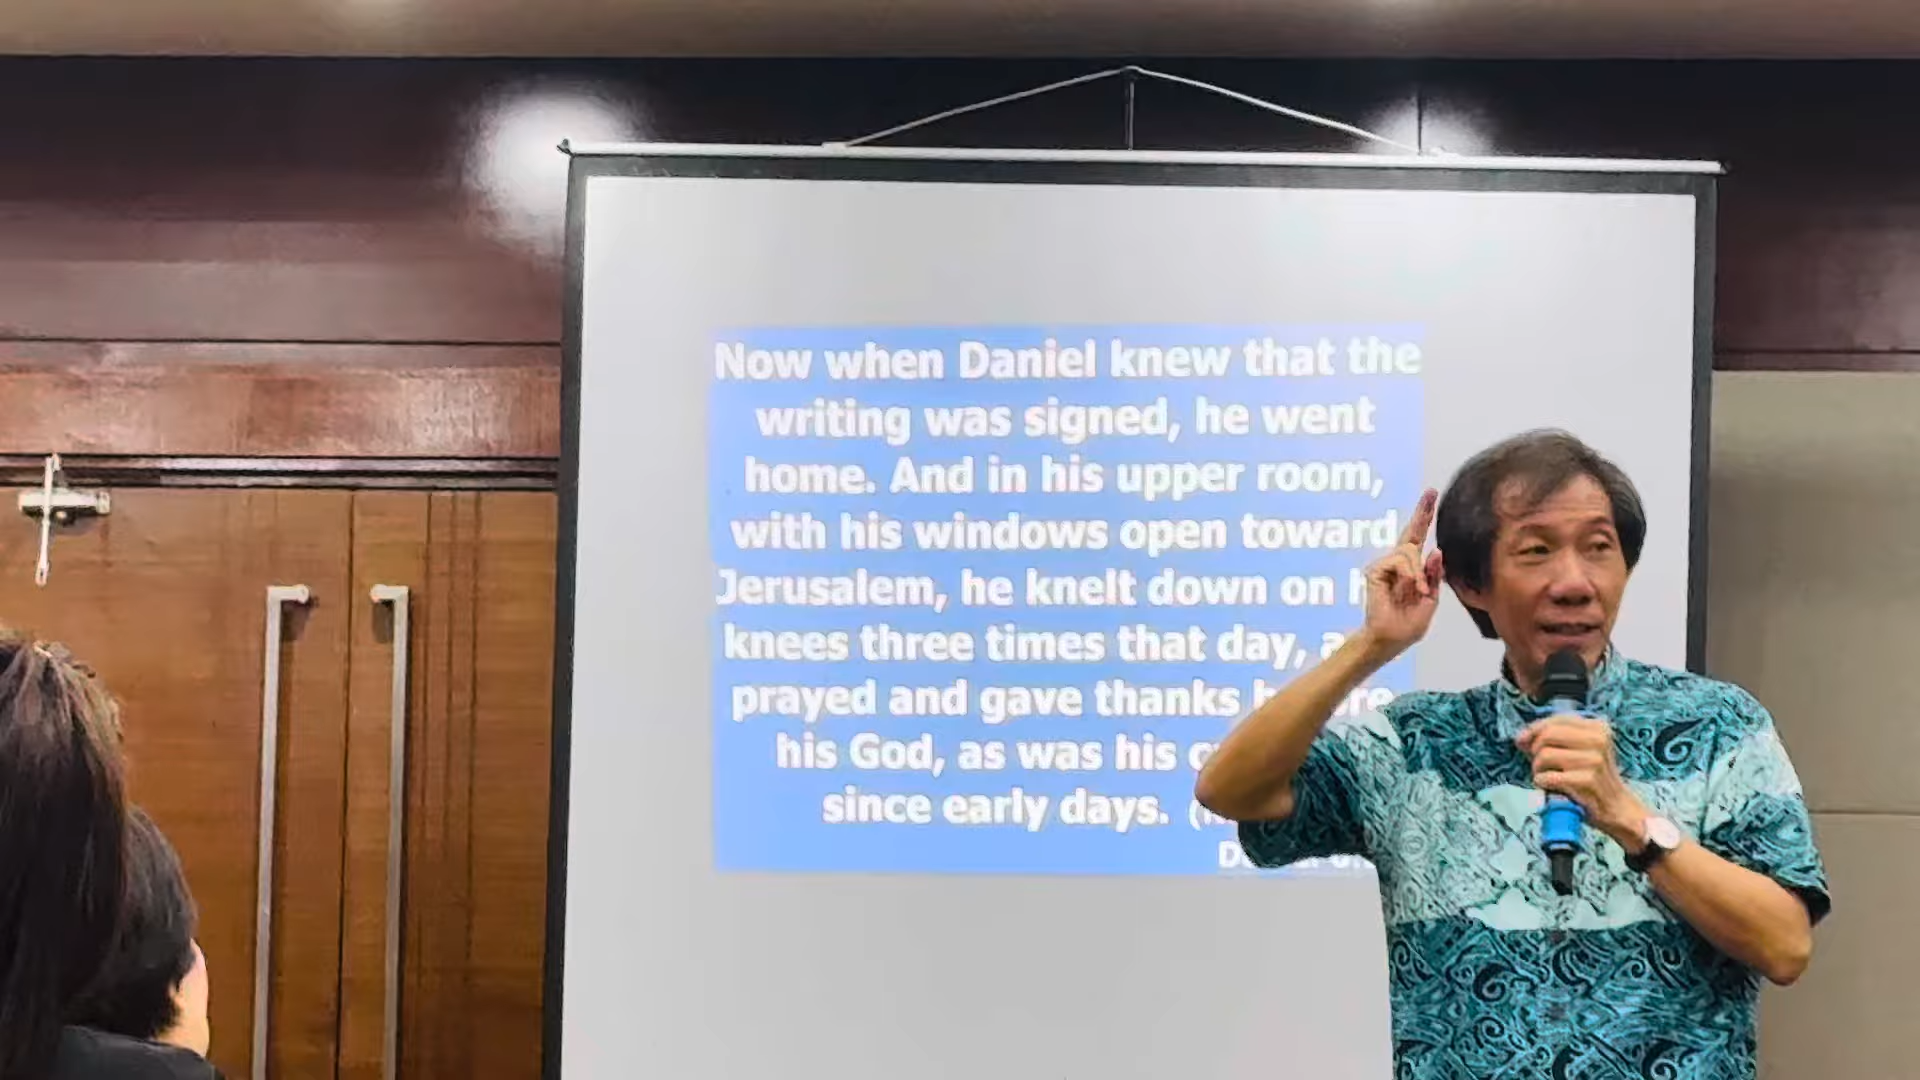 Now when Daniel knew that the
writing was signed, he went
home. And in his upper room,
with his windows open toward
Jerusalem, he knelt down on
knees three times that day,
prayed and gave thanks
his God, as was his
since early days.